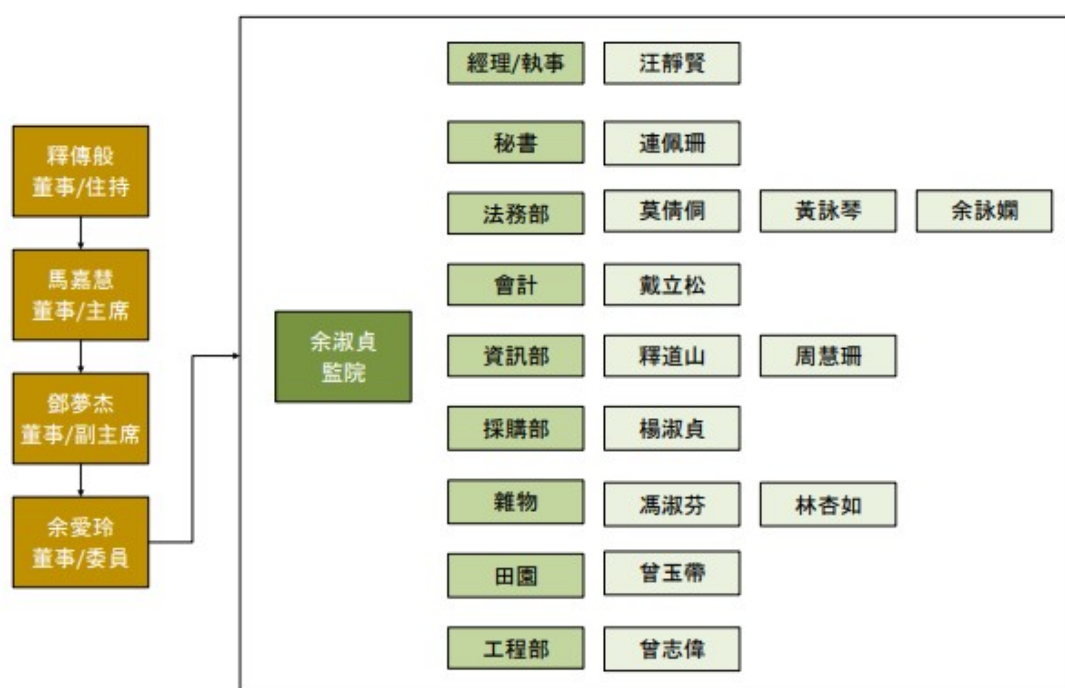 釋傳般
董事/住持
馬嘉慧
董事/主席
鄧夢杰
董事/副主席
余愛玲
董事/委員
余淑貞
監院
經理/執事 汪靜賢
秘書 連佩珊
法務部 莫倩侗 黃詠琴 余詠嫻
會計 戴立松
資訊部 釋道山 周慧珊
採購部 楊淑貞
雜物 馮淑芬 林杏如
田園 曾玉帶
工程部 曾志偉